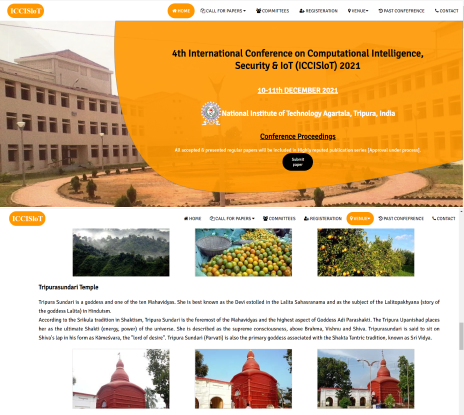 ICCISIoT
HOME CALL FOR PAPERS COMMITTEES REGISTRATION VENUE PAST CONFEFRENCE CONTACT
4th International Conference on Computational Intelligence,
Security & IoT (ICCISIoT) 2021
10-11th DECEMBER 2021
National Institute of Technology Agartala, Tripura, India
Conference Proceedings
All accepted & presented regular papers will be included in highly reputed publication series [Approval under process].
Submit
paper
ICCISIoT
HOME CALL FOR PAPERS COMMITTEES REGISTRATION VENUE PAST CONFEFRENCE CONTACT
Tripurasundari Temple
Tripura Sundari is a goddess and one of the ten Mahavidyas. She is best known as the Devi extolled in the Lalita Sahasranama and as the subject of the Lalitopakhyana (story of
the goddess Lalita) in Hinduism.
According to the Srikula tradition in Shaktism, Tripura Sundari is the foremost of the Mahavidyas and the highest aspect of Goddess Adi Parashakti. The Tripura Upanishad places
her as the ultimate Shakti (energy, power) of the universe. She is described as the supreme consciousness, above Brahma, Vishnu and Shiva. Tripurasundari is said to sit on
Shiva's lap in his form as Kameśvara, the "lord of desire". Tripura Sundari (Parvati) is also the primary goddess associated with the Shakta Tantric tradition, known as Sri Vidya.